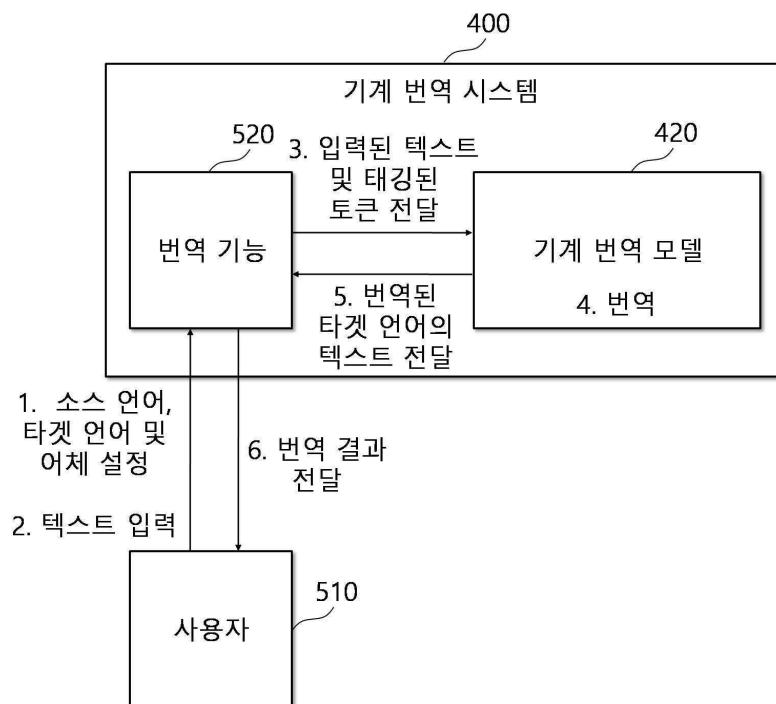 400
기계 번역 시스템
520
3. 입력된 텍스트
및 태깅된
토큰 전달
420
번역 기능
기계 번역 모델
4. 번역
5. 번역된
타겟 언어의
텍스트 전달
1. 소스 언어,
타겟 언어 및
어체 설정
6. 번역 결과
전달
2. 텍스트 입력
510
사용자